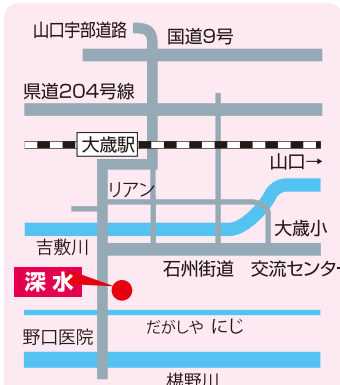 山口宇部道路
国道9号
県道204号線
大歳駅
山口→
リアン
大歳小
吉敷川
石州街道 交流センター
深水
だがしや にじ
野口医院
椹野川